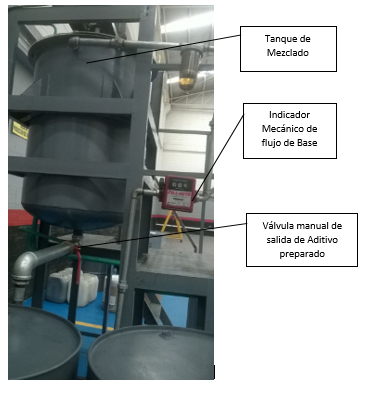 Tanque de
Mezclado
Indicador
Mecánico de
flujo de Base
Válvula manual de
salida de Aditivo
preparado